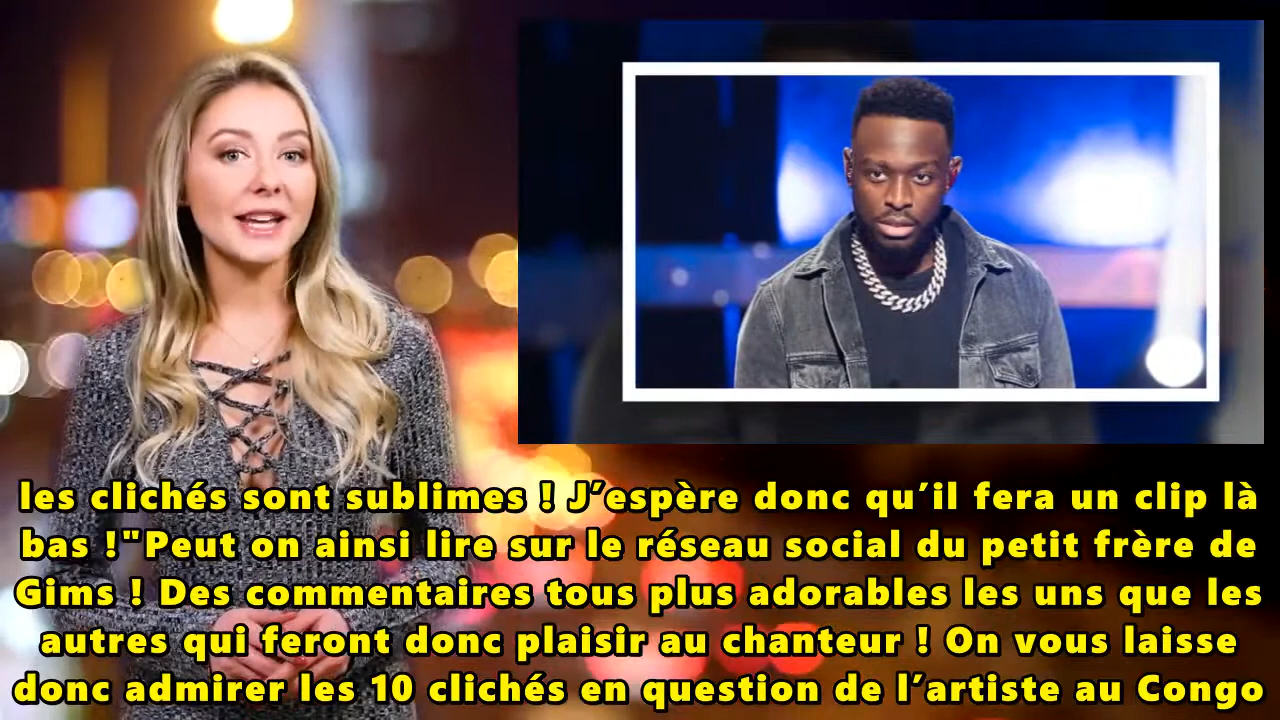 les clichés sont sublimes ! J’espère donc qu’il fera un clip là
bas !"Peut on ainsi lire sur le réseau social du petit frère de
Gims ! Des commentaires tous plus adorables les uns que les
autres qui feront donc plaisir au chanteur ! On vous laisse
donc admirer les 10 clichés en question de l’artiste au Congo